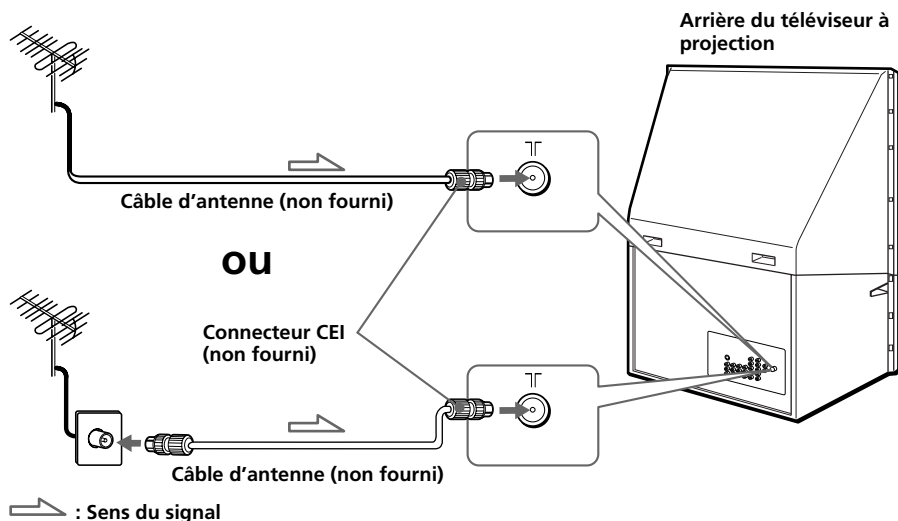 Arrière du téléviseur à
projection
Câble d'antenne (non fourni)
ou
Connecteur CEI
(non fourni)
Câble d'antenne (non fourni)
: Sens du signal